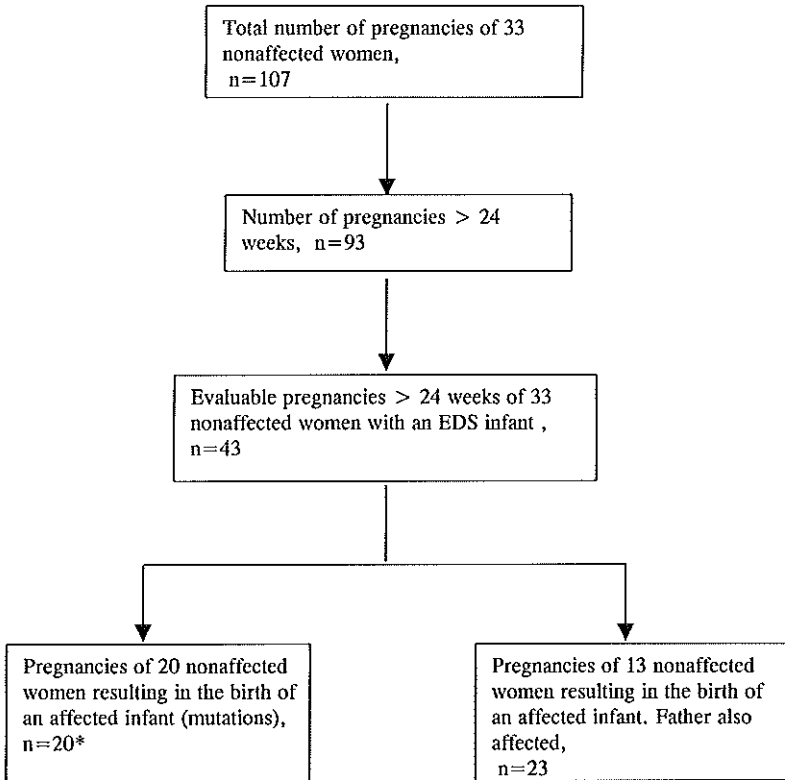 Total number of pregnancies of 33
nonaffected women,
n=107
Number of pregnancies > 24
weeks, n=93
Evaluable pregnancies > 24 weeks of 33
nonaffected women with an EDS infant ,
n=43
Pregnancies of 20 nonaffected
women resulting in the birth of
an affected infant (mutations),
n=20*
Pregnancies of 13 nonaffected
women resulting in the birth of
an affected infant. Father also
affected,
n=23